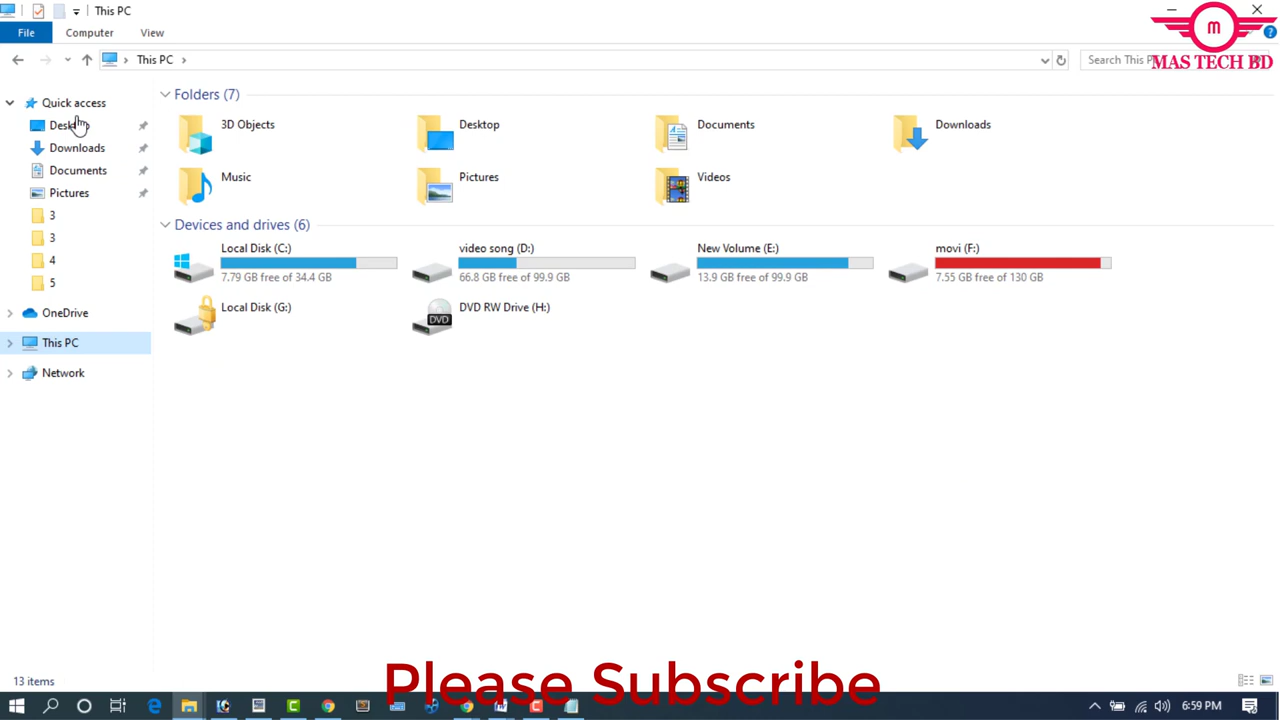 This PC
File Computer View
This PC
Search This P
M
MAS TECH BD
Quick access
Desktop
Downloads
Documents
Pictures
3
3
4
5
OneDrive
This PC
Network
Folders (7)
3D Objects
Desktop
Documents
Downloads
Music
Pictures
Videos
Devices and drives (6)
Local Disk (C:)
7.79 GB free of 34.4 GB
video song (D:)
66.8 GB free of 99.9 GB
New Volume (E:)
13.9 GB free of 99.9 GB
movi (F:)
7.55 GB free of 130 GB
Local Disk (G:)
DVD RW Drive (H:)
DVD
13 items
Please Subscribe
6:59 PM